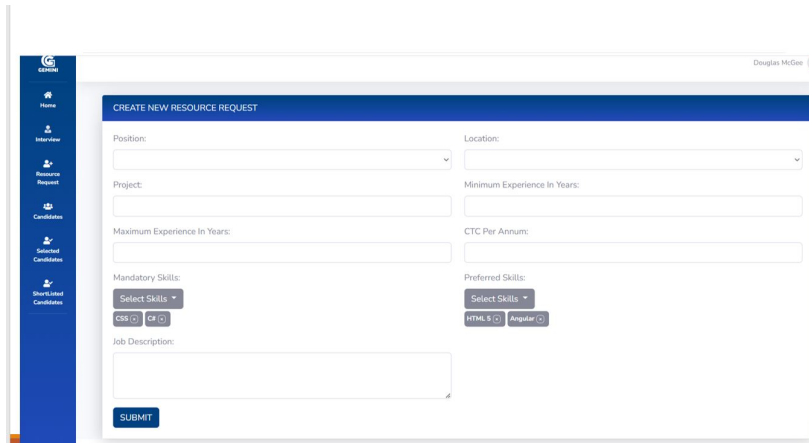 GEMINI
Douglas McGee
Home
Interview
Resource
Request
Candidates
Selected
Candidates
ShortListed
Candidates
CREATE NEW RESOURCE REQUEST
Position:
Location:
Project:
Minimum Experience In Years:
Maximum Experience In Years:
CTC Per Annum:
Mandatory Skills:
Preferred Skills:
Select Skills
Select Skills
CSS C#
HTML 5 Angular
Job Description:
SUBMIT